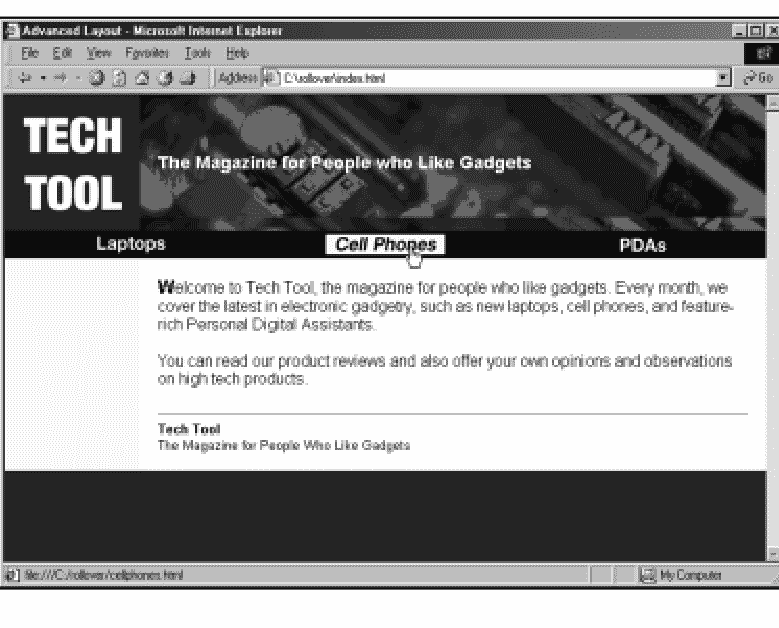 Advanced Layout - Microsoft Internet Explorer
File Edit View Favorites Tools Help
Address C:\rollover\index.html Go
TECH
TOOL
The Magazine for People who Like Gadgets
Laptops Cell Phones PDAs
Welcome to Tech Tool, the magazine for people who like gadgets. Every month, we
cover the latest in electronic gadgetry, such as new laptops, cell phones, and feature-
rich Personal Digital Assistants.
You can read our product reviews and also offer your own opinions and observations
on high tech products.
Tech Tool
The Magazine for People Who Like Gadgets
file:///C:/rollover/cellphones.html My Computer